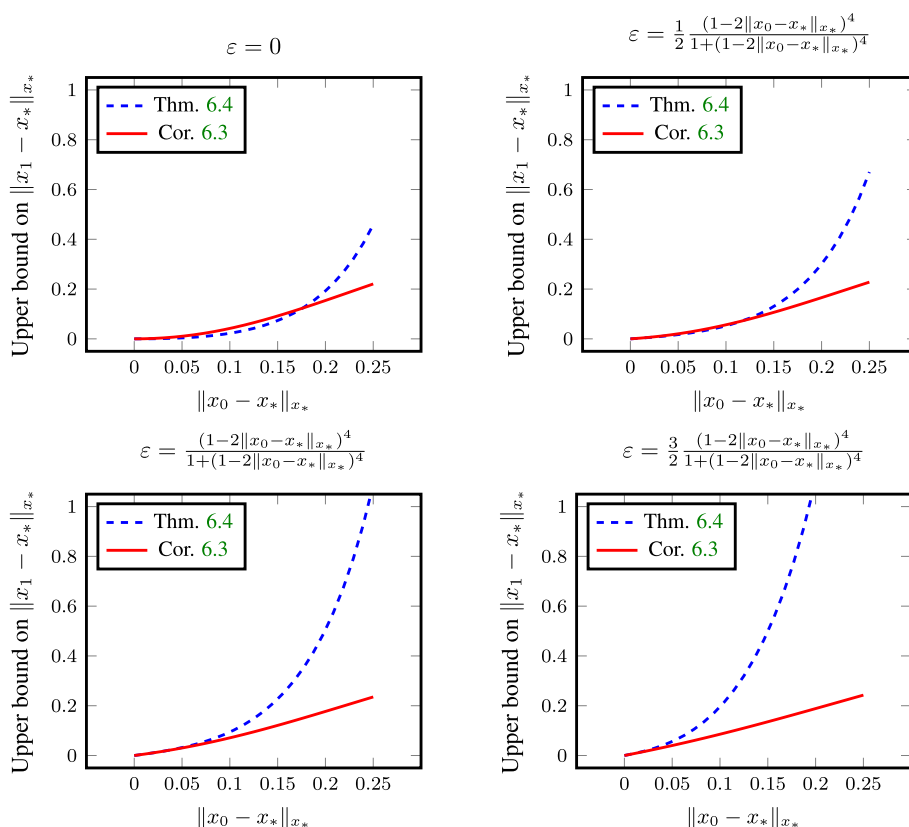 ε = 0
Upper bound on ‖x₁ − x∗‖ₓ∗
1
0.8
0.6
0.4
0.2
0
Thm. 6.4
Cor. 6.3
0 0.05 0.1 0.15 0.2 0.25
‖x₀ − x∗‖ₓ∗
ε = 1/2 (1−2‖x₀−x∗‖ₓ∗)⁴ / 1+(1−2‖x₀−x∗‖ₓ∗)⁴
Upper bound on ‖x₁ − x∗‖ₓ∗
1
0.8
0.6
0.4
0.2
0
Thm. 6.4
Cor. 6.3
0 0.05 0.1 0.15 0.2 0.25
‖x₀ − x∗‖ₓ∗
ε = (1−2‖x₀−x∗‖ₓ∗)⁴ / 1+(1−2‖x₀−x∗‖ₓ∗)⁴
Upper bound on ‖x₁ − x∗‖ₓ∗
1
0.8
0.6
0.4
0.2
0
Thm. 6.4
Cor. 6.3
0 0.05 0.1 0.15 0.2 0.25
‖x₀ − x∗‖ₓ∗
ε = 3/2 (1−2‖x₀−x∗‖ₓ∗)⁴ / 1+(1−2‖x₀−x∗‖ₓ∗)⁴
Upper bound on ‖x₁ − x∗‖ₓ∗
1
0.8
0.6
0.4
0.2
0
Thm. 6.4
Cor. 6.3
0 0.05 0.1 0.15 0.2 0.25
‖x₀ − x∗‖ₓ∗